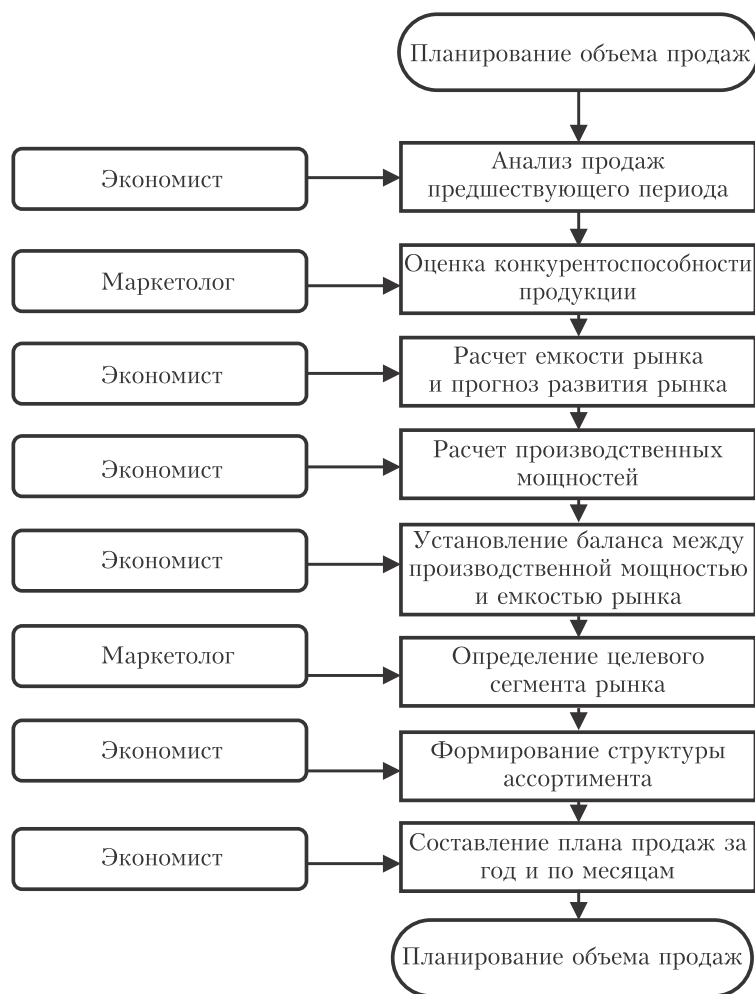 Планирование объема продаж
Экономист
Анализ продаж
предшествующего периода
Маркетолог
Оценка конкурентоспособности
продукции
Экономист
Расчет емкости рынка
и прогноз развития рынка
Экономист
Расчет производственных
мощностей
Экономист
Установление баланса между
производственной мощностью
и емкостью рынка
Маркетолог
Определение целевого
сегмента рынка
Экономист
Формирование структуры
ассортимента
Экономист
Составление плана продаж за
год и по месяцам
Планирование объема продаж